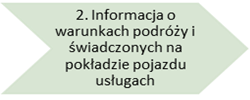 2. Informacja o
warunkach podróży i
świadczonych na
pokładzie pojazdu
usługach